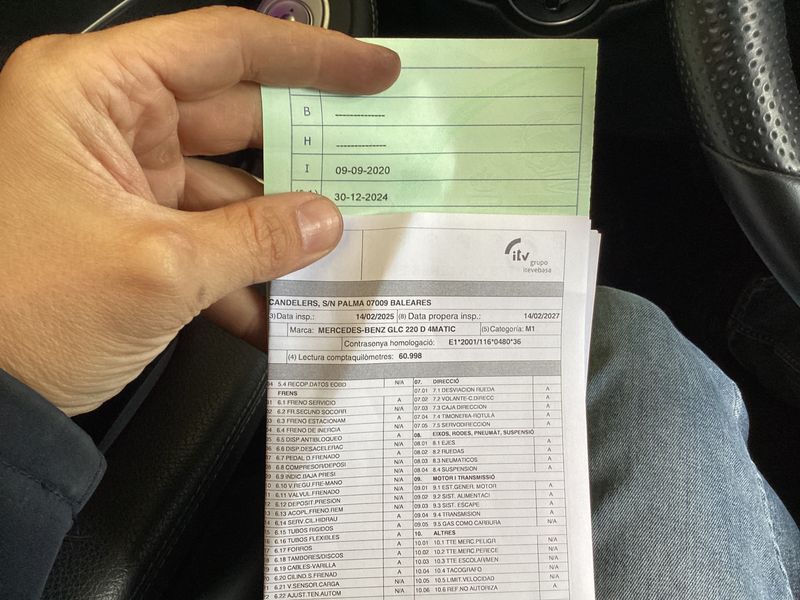 B ------------
H ------------
I 09-09-2020
30-12-2024
itv
grupo
itevebasa
CANDELERS, S/N PALMA 07009 BALEARES
3) Data insp.: 14/02/2025 (8) Data propera insp.: 14/02/2027
Marca: MERCEDES-BENZ GLC 220 D 4MATIC (5) Categoria: M1
Contrasenya homologació: E1*2001/116*0480*36
(4) Lectura comptaquilòmetres: 60.998
04 5.4 RECOP.DATOS EOBD N/A
FRENS
01 6.1 FRENO SERVICIO A
02 6.2 FR.SECUND SOCORR. N/A
03 6.3 FRENO ESTACIONAM A
04 6.4 FRENO DE INERCIA N/A
05 6.5 DISP.ANTIBLOQUEO A
06 6.6 DISP.DESACELERAC N/A
6.7 PEDAL D.FRENADO A
6.8 COMPRESOR/DEPOSI N/A
6.9 INDIC.BAJA PRESI N/A
6.10 V.REGU.FRE-MANO N/A
6.11 VALVUL.FRENADO N/A
6.12 DEPOSIT.PRESION N/A
6.13 ACOPL.FRENO.REM N/A
6.14 SERV.CIL.HIDRAU A
6.15 TUBOS RIGIDOS A
6.16 TUBOS FLEXIBLES A
6.17 FORROS A
6.18 TAMBORES/DISCOS A
6.19 CABLES-VARILLA A
6.20 CILIND.S.FRENAD A
6.21 V.SENSOR.CARGA N/A
6.22 AJUST.TEN.AUTOM N/A
07. DIRECCIÓ
07.01 7.1 DESVIACION RUEDA A
07.02 7.2 VOLANTE-C.DIRECC A
07.03 7.3 CAJA DIRECCION A
07.04 7.4 TIMONERIA-ROTULA A
07.05 7.5 SERVODIRECCION A
08. EIXOS, RODES, PNEUMÀT, SUSPENSIÓ
08.01 8.1 EJES A
08.02 8.2 RUEDAS A
08.03 8.3 NEUMATICOS A
08.04 8.4 SUSPENSION A
09. MOTOR I TRANSMISSIÓ
09.01 9.1 EST.GENER. MOTOR A
09.02 9.2 SIST. ALIMENTACI A
09.03 9.3 SIST. ESCAPE A
09.04 9.4 TRANSMISION A
09.05 9.5 GAS COMO CARBURA N/A
10. ALTRES
10.01 10.1 TTE MERC.PELIGR N/A
10.02 10.2 TTE MERC.PERECE N/A
10.03 10.3 TTE ESCOLARMEN N/A
10.04 10.4 TACOGRAFO N/A
10.05 10.5 LIMIT.VELOCIDAD N/A
10.06 10.6 REF.NO AUTORIZA A